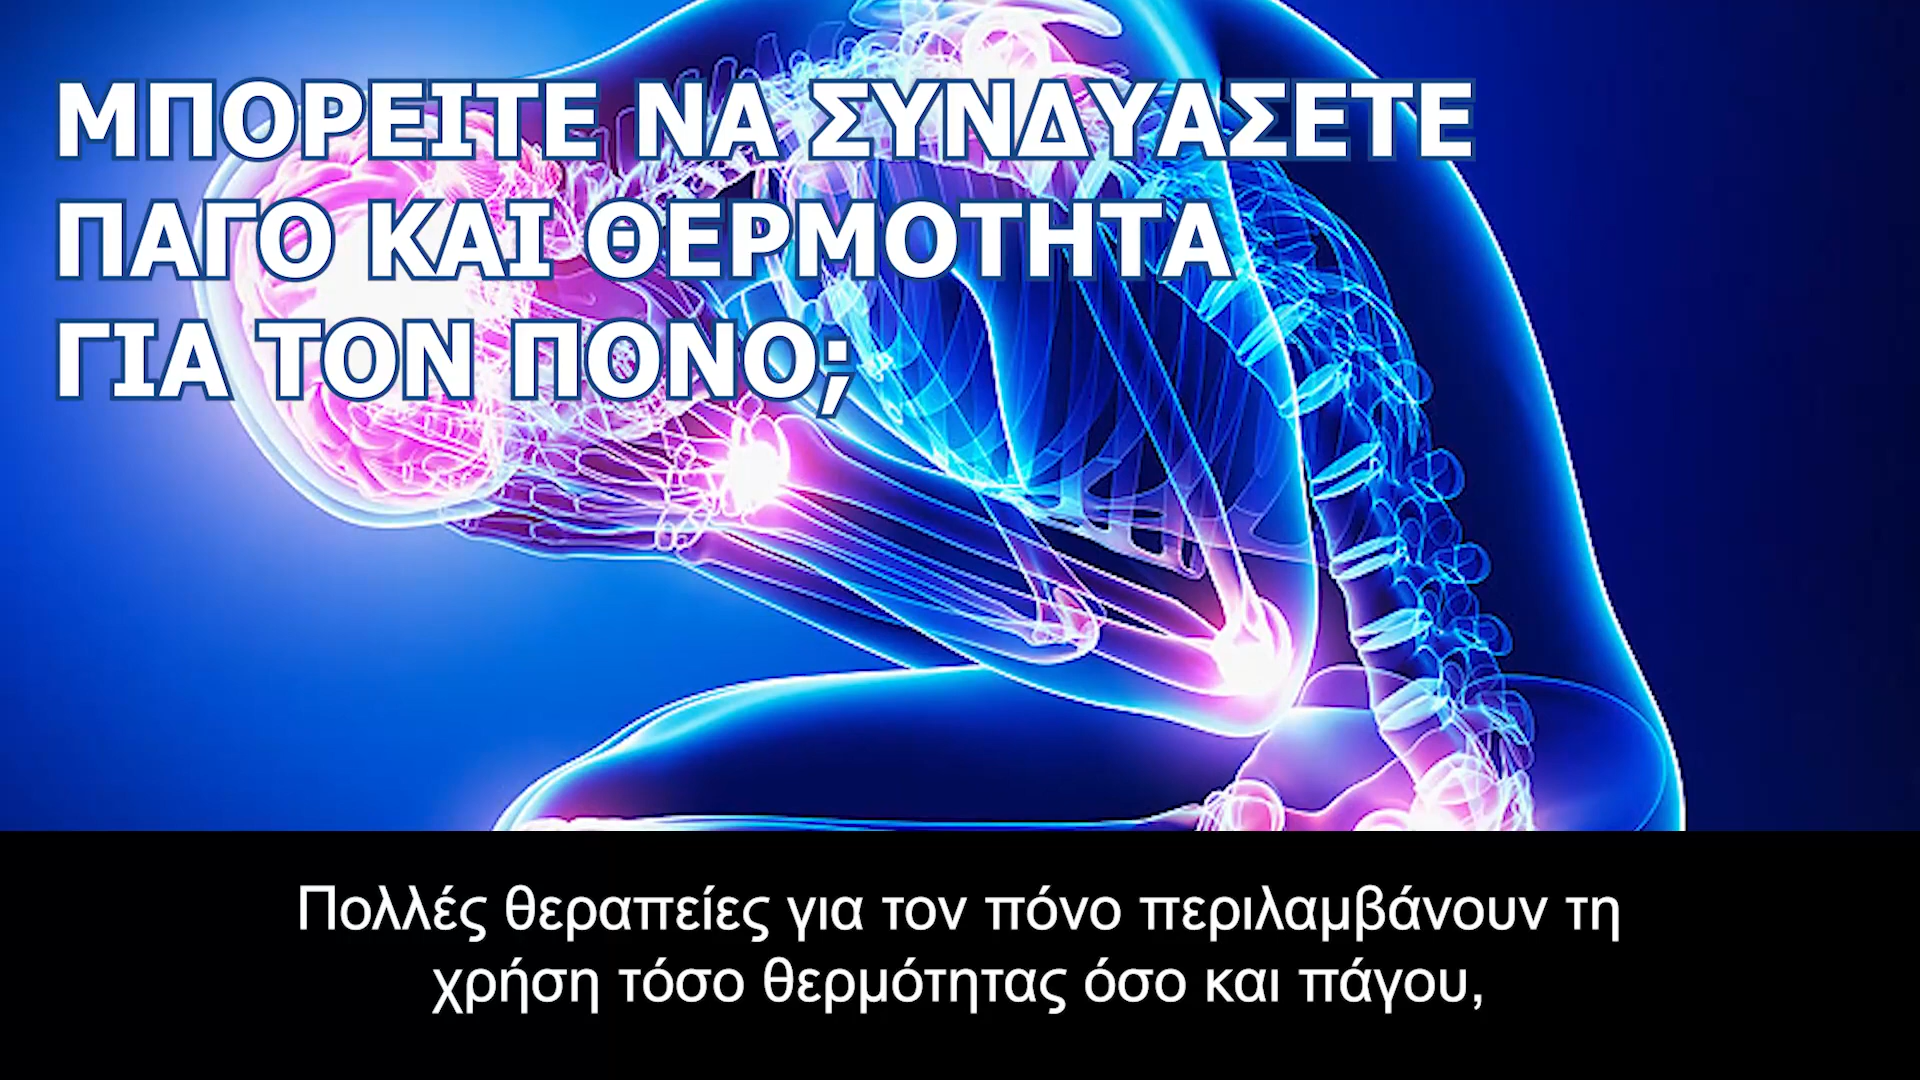 ΜΠΟΡΕΙΤΕ ΝΑ ΣΥΝΔΥΑΣΕΤΕ
ΠΑΓΟ ΚΑΙ ΘΕΡΜΟΤΗΤΑ
ΓΙΑ ΤΟΝ ΠΟΝΟ;
Πολλές θεραπείες για τον πόνο περιλαμβάνουν τη
χρήση τόσο θερμότητας όσο και πάγου,